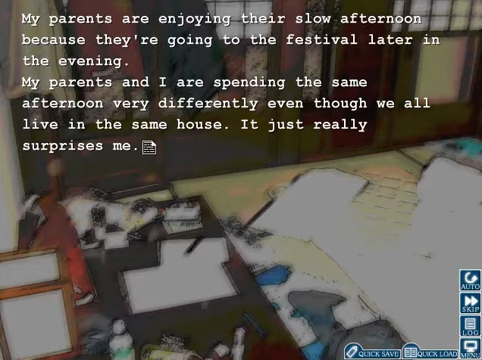 My parents are enjoying their slow afternoon
because they're going to the festival later in
the evening.
My parents and I are spending the same
afternoon very differently even though we all
live in the same house. It just really
surprises me.
AUTO
SKIP
LOG
MENU
QUICK SAVE QUICK LOAD